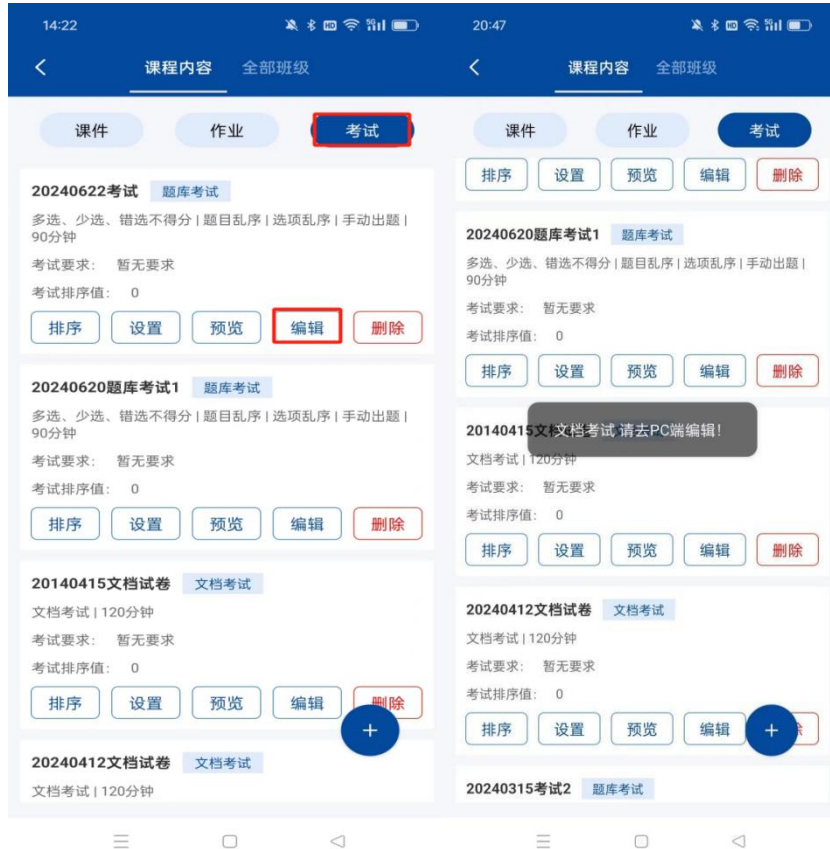 14:22
HD 5G
课程内容 全部班级
课件 作业 考试
20240622考试 题库考试
多选、少选、错选不得分 | 题目乱序 | 选项乱序 | 手动出题 |
90分钟
考试要求: 暂无要求
考试排序值: 0
排序 设置 预览 编辑 删除
20240620题库考试1 题库考试
多选、少选、错选不得分 | 题目乱序 | 选项乱序 | 手动出题 |
90分钟
考试要求: 暂无要求
考试排序值: 0
排序 设置 预览 编辑 删除
20140415文档试卷 文档考试
文档考试 | 120分钟
考试要求: 暂无要求
考试排序值: 0
排序 设置 预览 编辑 删除
+
20240412文档试卷 文档考试
文档考试 | 120分钟
20:47
HD 5G
课程内容 全部班级
课件 作业 考试
排序 设置 预览 编辑 删除
20240620题库考试1 题库考试
多选、少选、错选不得分 | 题目乱序 | 选项乱序 | 手动出题 |
90分钟
考试要求: 暂无要求
考试排序值: 0
排序 设置 预览 编辑 删除
20140415文
文档考试 请去PC端编辑！
文档考试 | 120分钟
考试要求: 暂无要求
考试排序值: 0
排序 设置 预览 编辑 删除
20240412文档试卷 文档考试
文档考试 | 120分钟
考试要求: 暂无要求
考试排序值: 0
排序 设置 预览 编辑
+
20240315考试2 题库考试